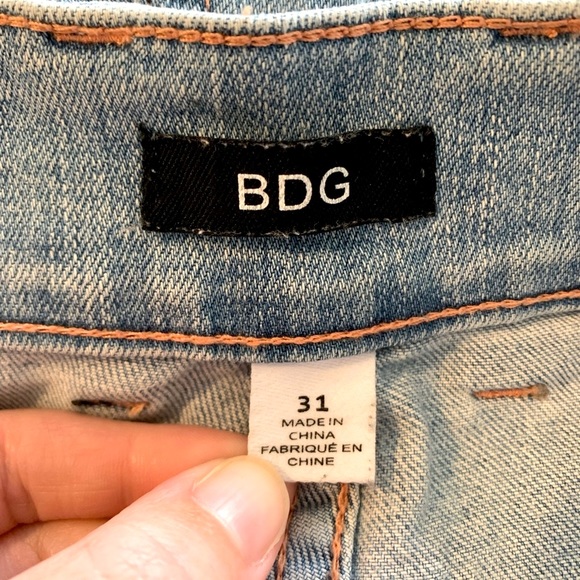 BDG
31
MADE IN
CHINA
FABRIQUÉ EN
CHINE